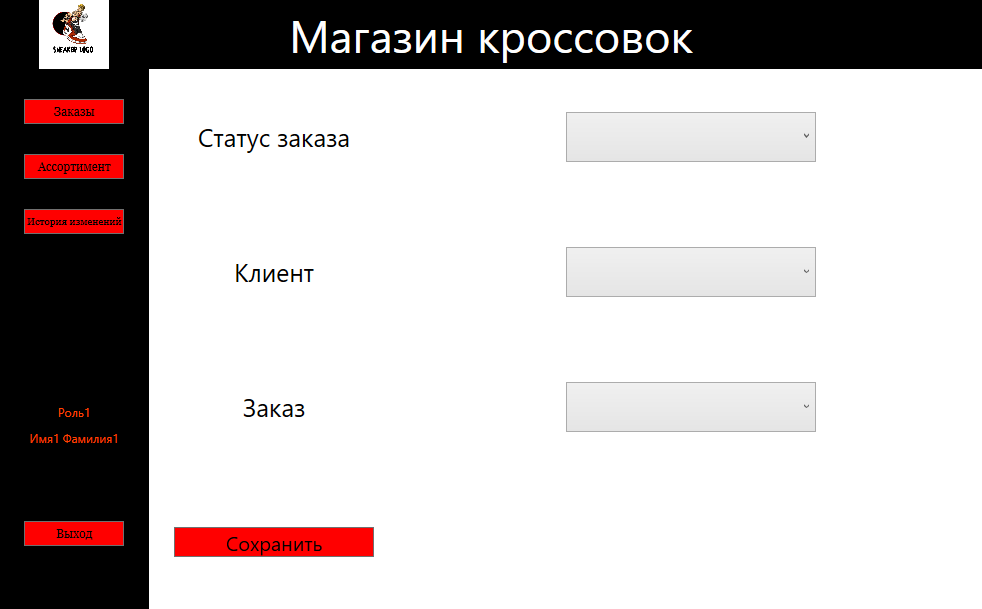 SNEAKER LOGO
Магазин кроссовок
Заказы
Ассортимент
История изменений
Роль1
Имя1 Фамилия1
Выход
Статус заказа
Клиент
Заказ
Сохранить